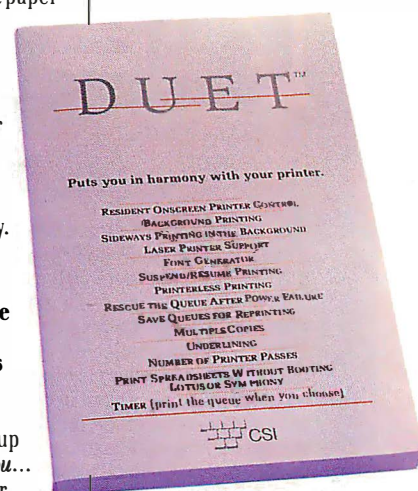 paper
DUET™
Puts you in harmony with your printer.
RESIDENT ONSCREEN PRINTER CONTROL
BACKGROUND PRINTING
SIDEWAYS PRINTING IN THE BACKGROUND
LASER PRINTER SUPPORT
FONT GENERATOR
SUSPEND/RESUME PRINTING
PRINTERLESS PRINTING
RESCUE THE QUEUE AFTER POWER FAILURE
SAVE QUEUES FOR REPRINTING
MULTIPLE COPIES
UNDERLINING
NUMBER OF PRINTER PASSES
PRINT SPREADSHEETS WITHOUT BOOTING
LOTUS OR SYMPHONY
TIMER (print the queue when you choose)
CSI
y.
e
s
up
u...
r